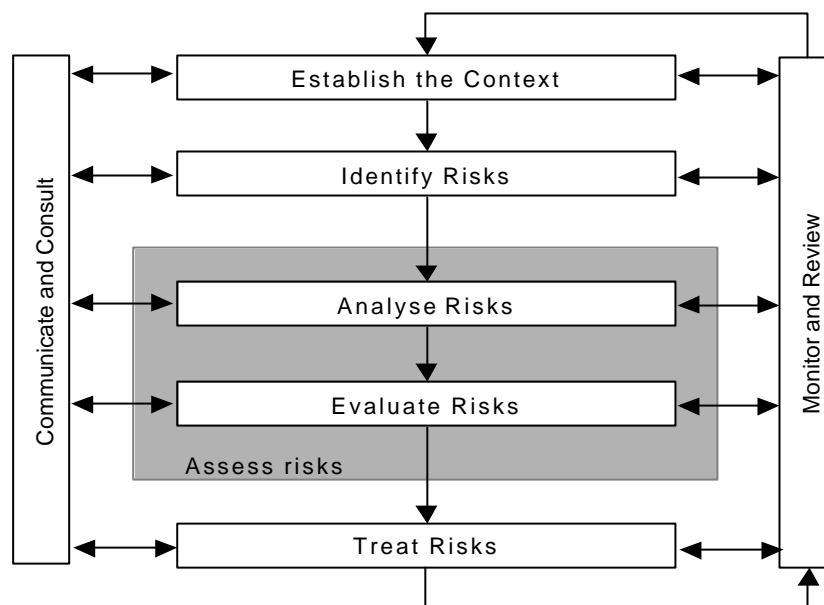 Establish the Context
Identify Risks
Analyse Risks
Evaluate Risks
Assess risks
Treat Risks
Communicate and Consult
Monitor and Review